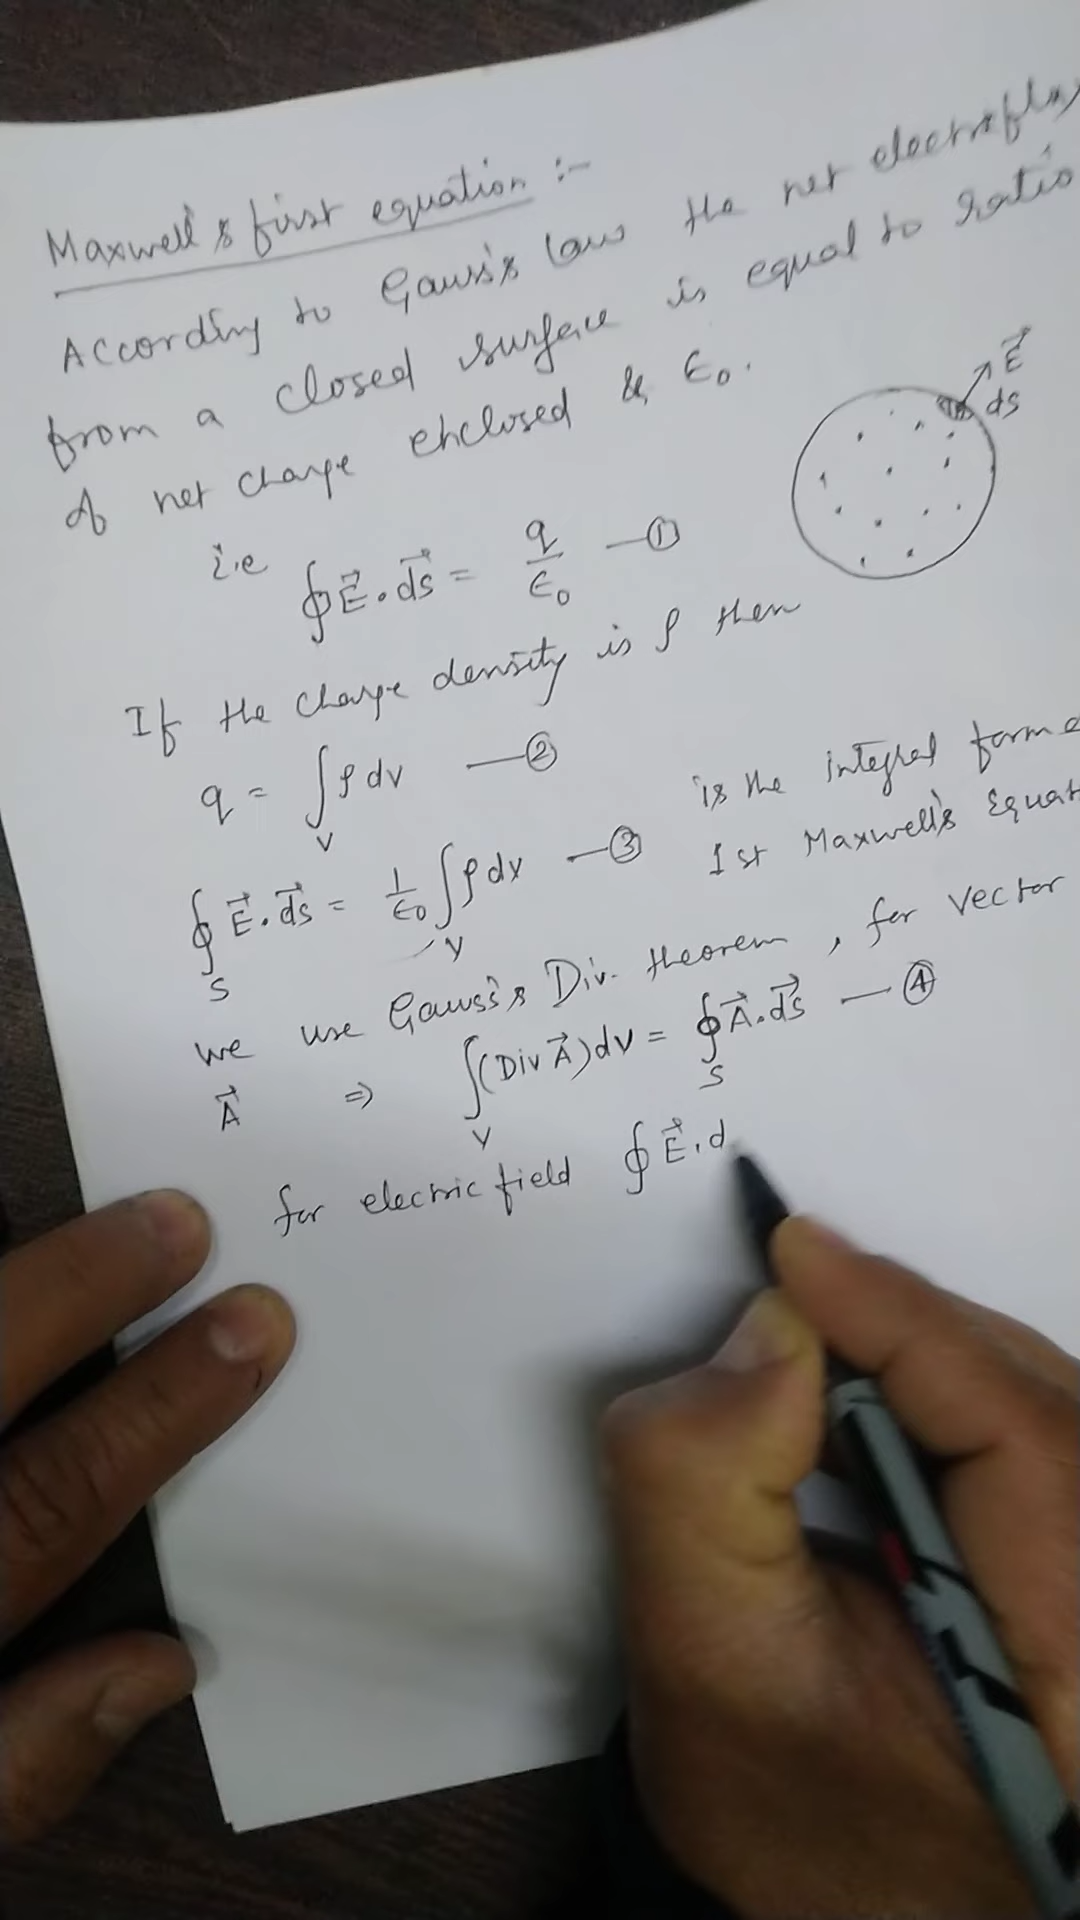 Maxwell's first equation :-
According to Gauss's law the net electric flux
from a closed surface is equal to ratio
of net charge enclosed & ϵ₀.
E⃗
ds
i.e ∮E⃗.ds⃗ = q/ϵ₀ —①
If the charge density is ρ then
q = ∫ρdv —②
V
∮E⃗.ds⃗ = 1/ϵ₀ ∫ρdv —③
S V
is the integral form
1st Maxwell's Equat
we use Gauss's Div. theorem, for vector
A⃗ ⇒ ∫(Div A⃗)dv = ∮A⃗.ds⃗ —④
V S
for electric field ∮E⃗.d